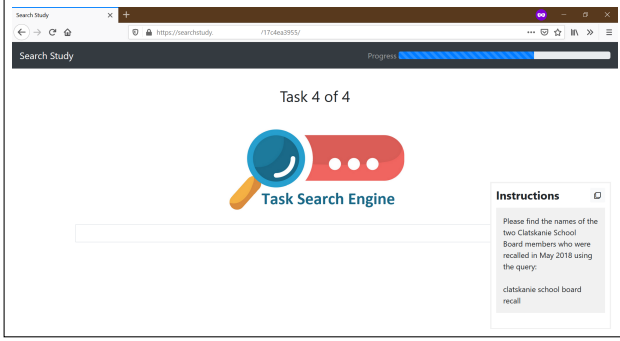 Search Study
https://searchstudy. /17c4ea3955/
Search Study
Progress
Task 4 of 4
Task Search Engine
Instructions
Please find the names of the
two Clatskanie School
Board members who were
recalled in May 2018 using
the query:
clatskanie school board
recall